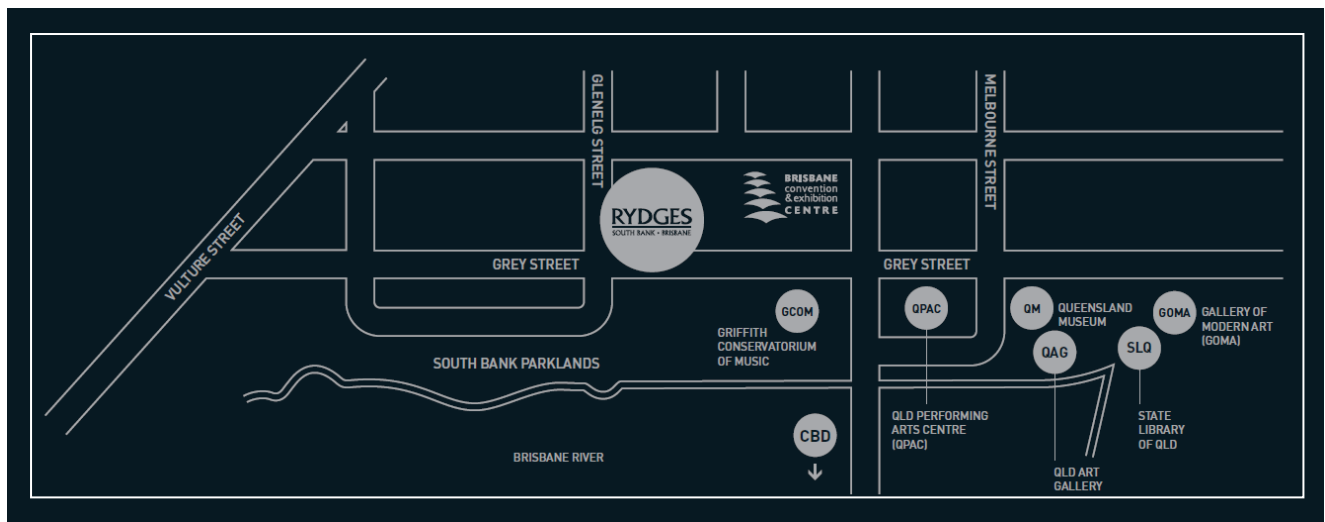 GLENELG STREET
MELBOURNE STREET
VULTURE STREET
RYDGES
SOUTH BANK • BRISBANE
BRISBANE
convention
& exhibition
CENTRE
GREY STREET
GREY STREET
GCOM
GRIFFITH
CONSERVATORIUM
OF MUSIC
QPAC
QM
QUEENSLAND
MUSEUM
GOMA
GALLERY OF
MODERN ART
(GOMA)
QAG
SLQ
SOUTH BANK PARKLANDS
QLD PERFORMING
ARTS CENTRE
(QPAC)
STATE
LIBRARY
OF QLD
CBD
BRISBANE RIVER
QLD ART
GALLERY